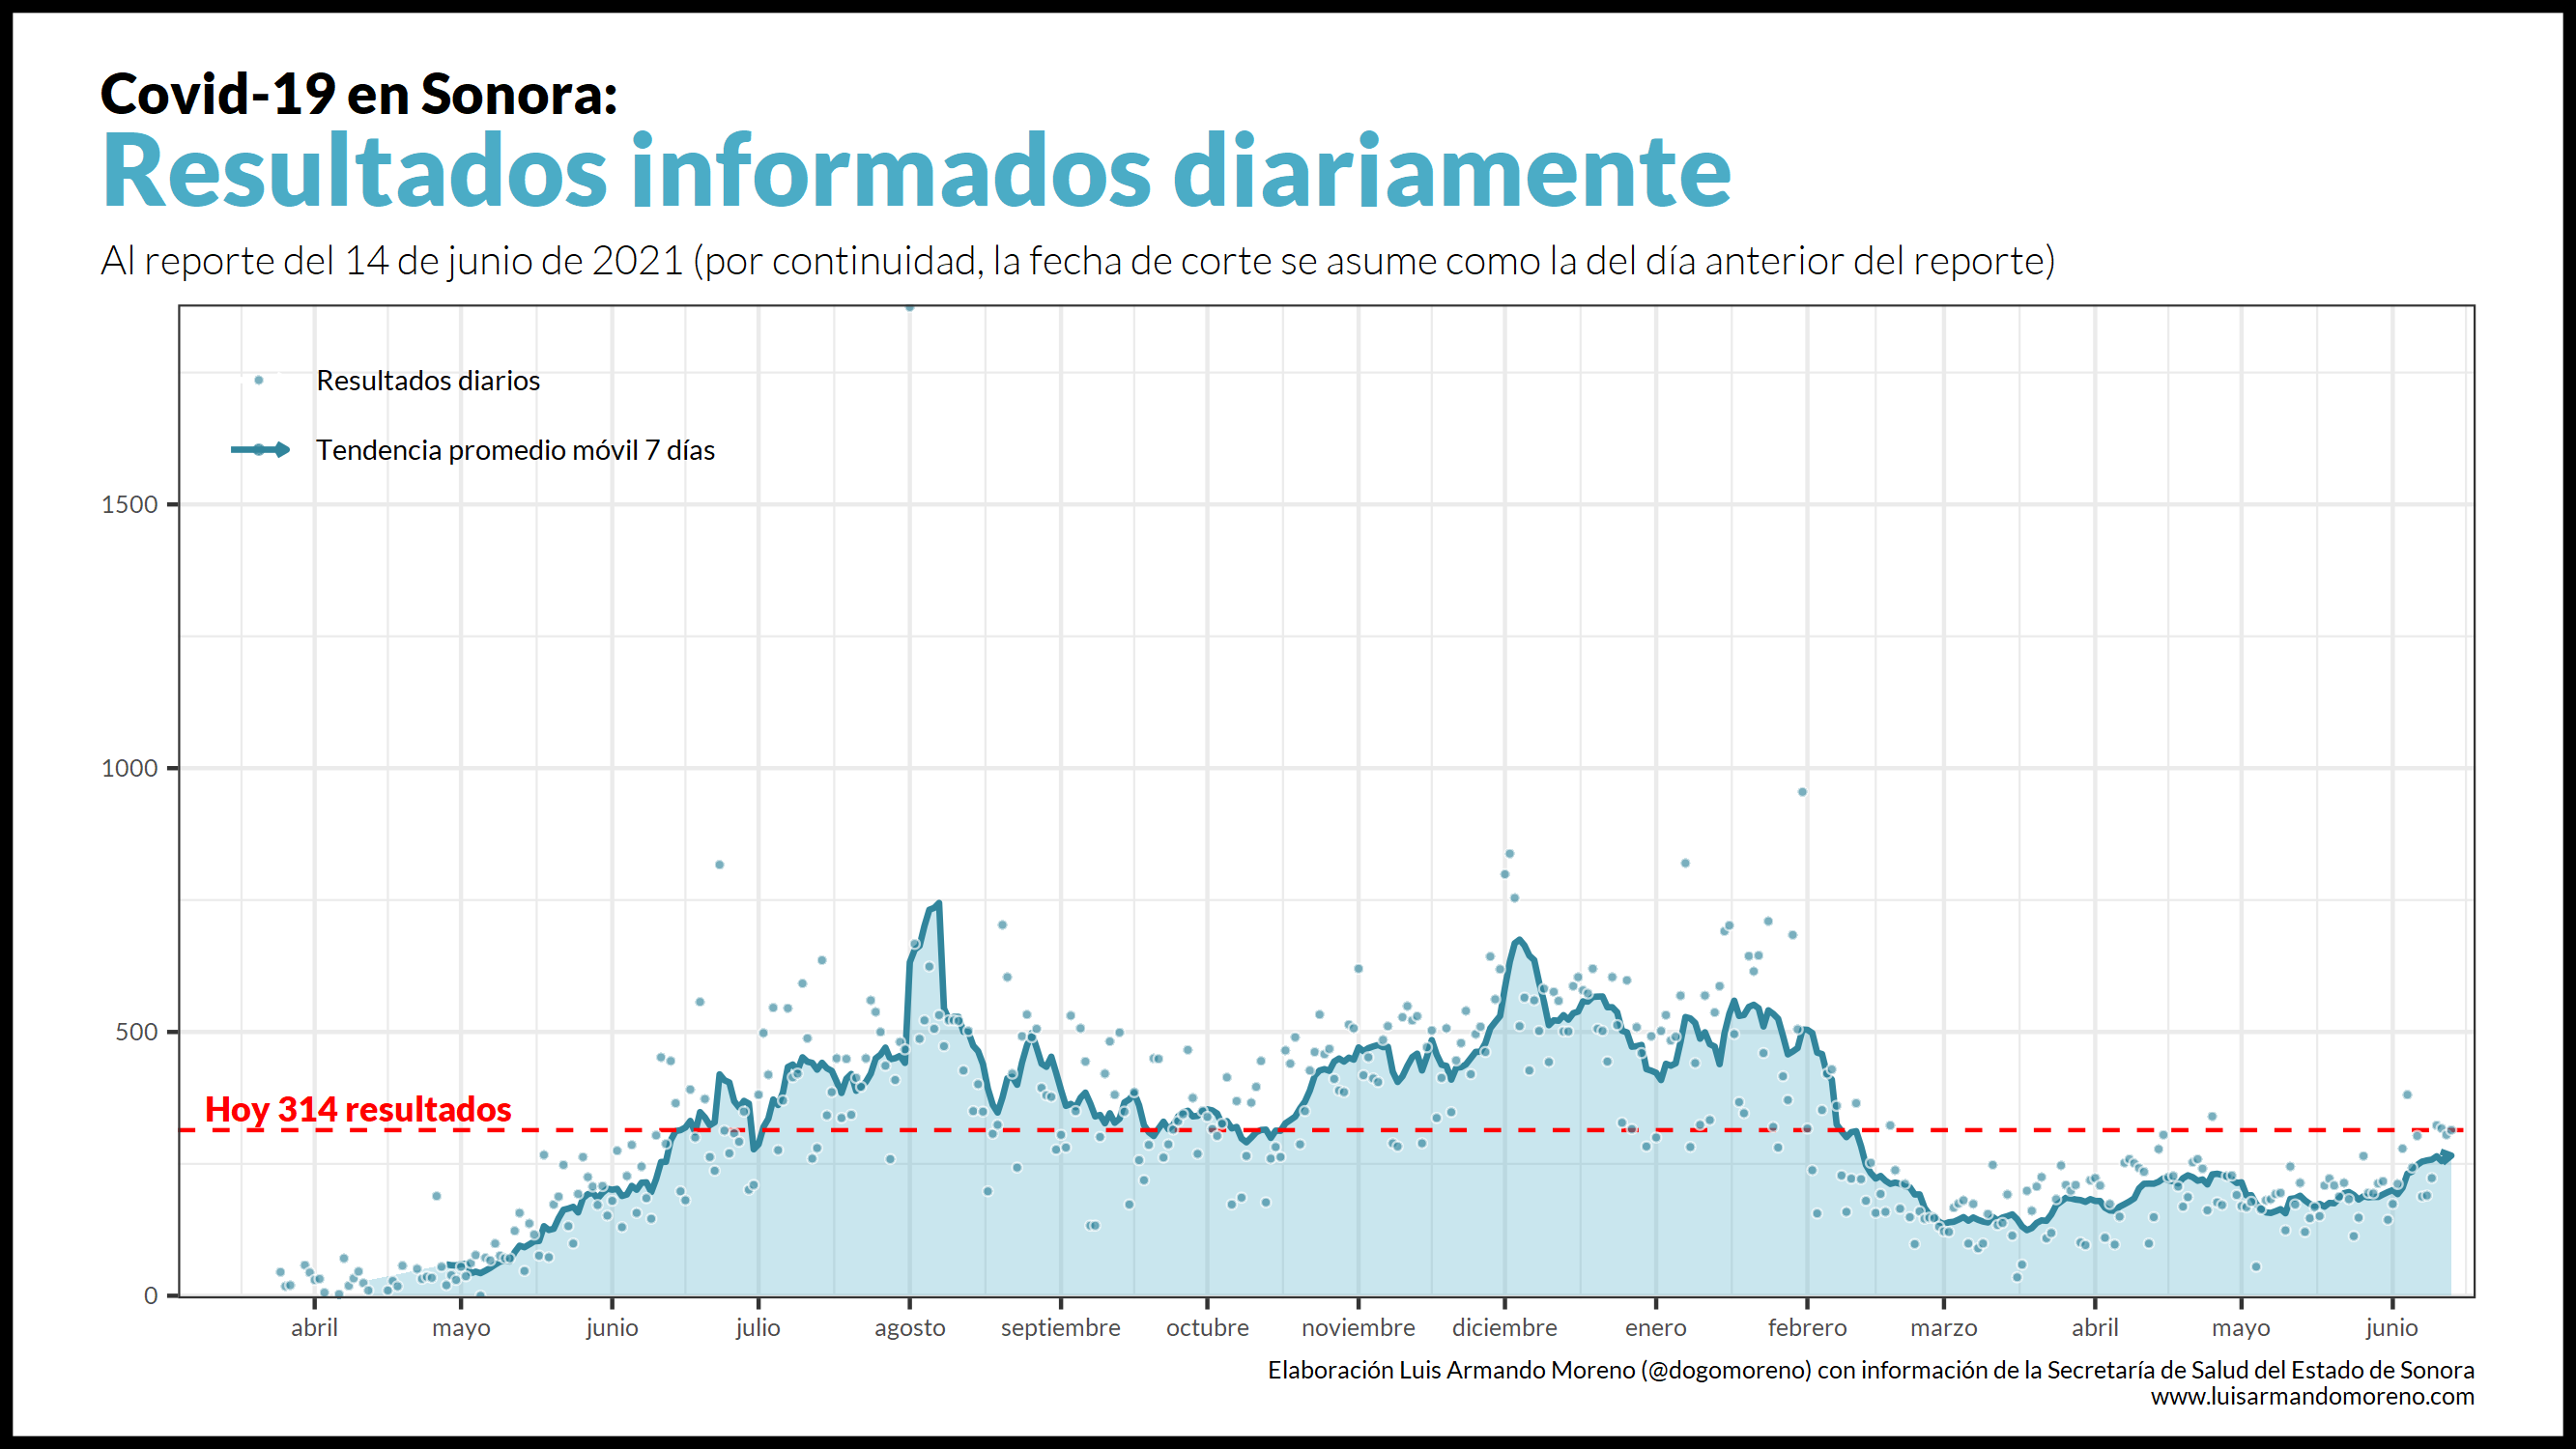 Covid-19 en Sonora:
Resultados informados diariamente
Al reporte del 14 de junio de 2021 (por continuidad, la fecha de corte se asume como la del día anterior del reporte)
Resultados diarios
Tendencia promedio móvil 7 días
1500
1000
500
Hoy 314 resultados
0
abril mayo junio julio agosto septiembre octubre noviembre diciembre enero febrero marzo abril mayo junio
Elaboración Luis Armando Moreno (@dogomoreno) con información de la Secretaría de Salud del Estado de Sonora
www.luisarmandomoreno.com